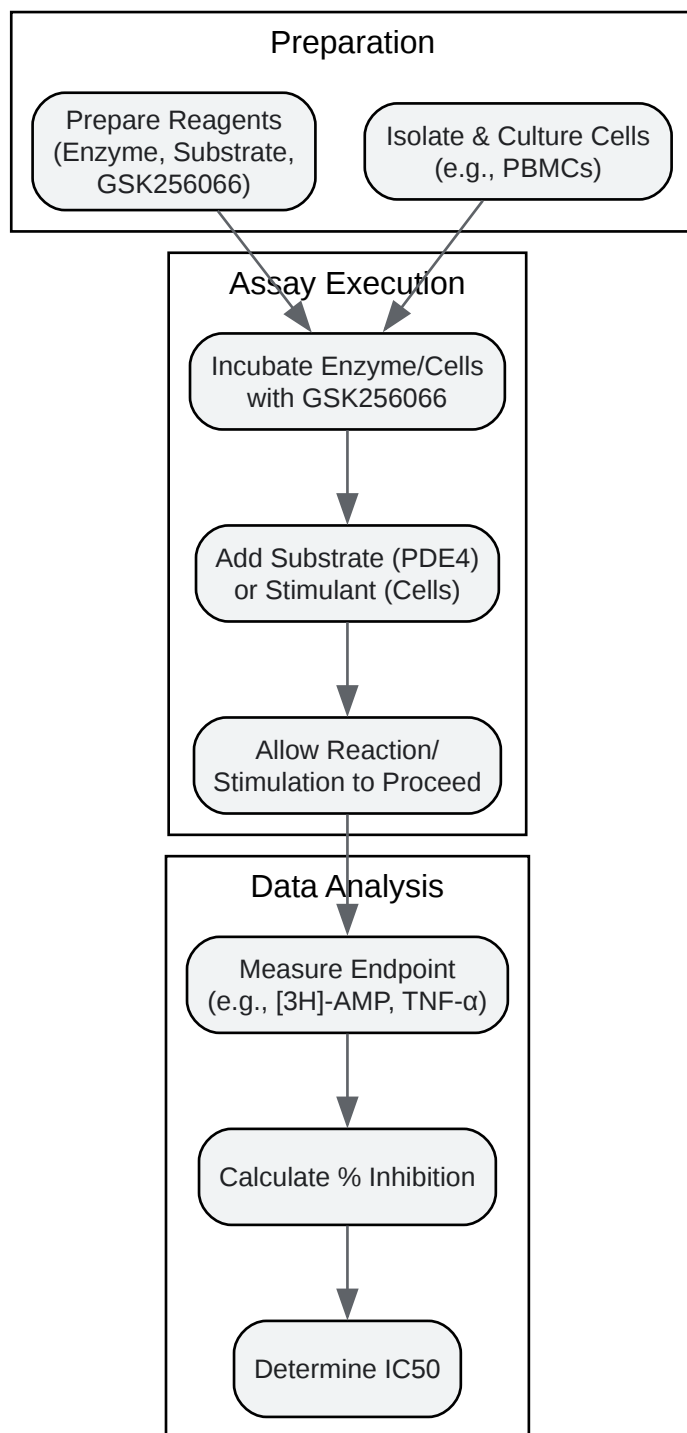 Preparation
Prepare Reagents
(Enzyme, Substrate,
GSK256066)
Isolate & Culture Cells
(e.g., PBMCs)
Assay Execution
Incubate Enzyme/Cells
with GSK256066
Add Substrate (PDE4)
or Stimulant (Cells)
Allow Reaction/
Stimulation to Proceed
Data Analysis
Measure Endpoint
(e.g., [3H]-AMP, TNF-α)
Calculate % Inhibition
Determine IC50